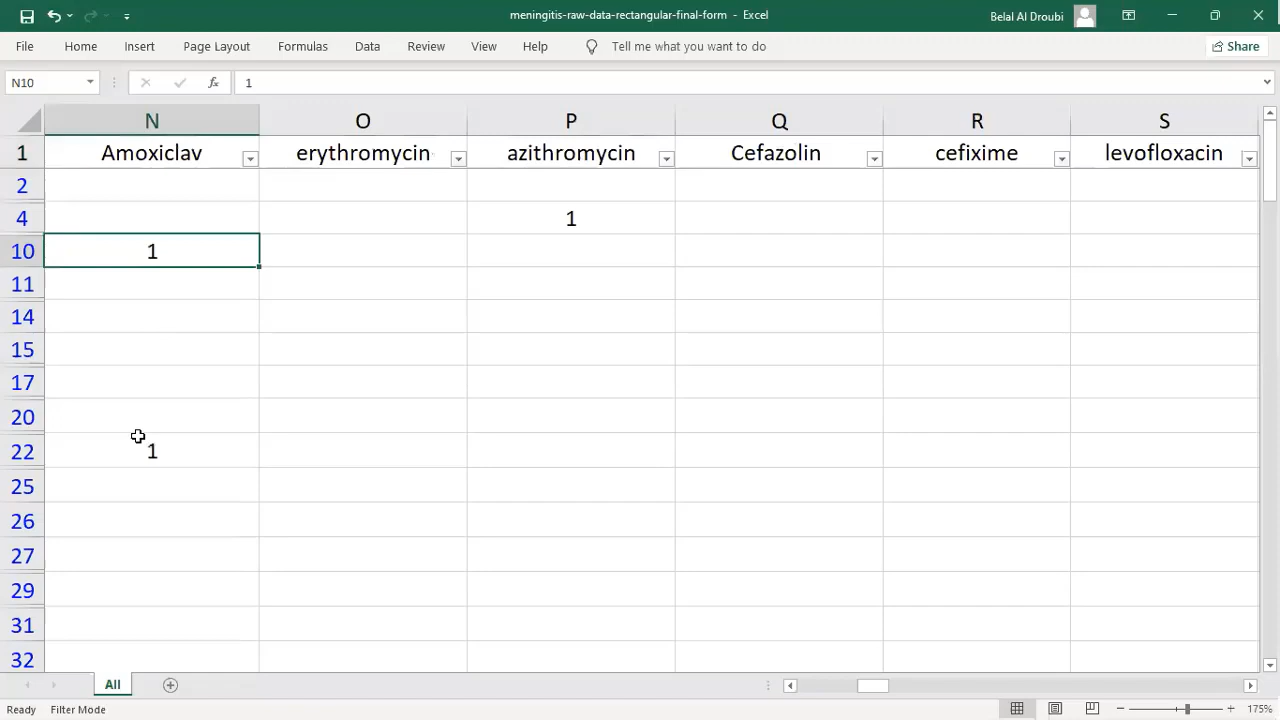 meningitis-raw-data-rectangular-final-form - Excel
Belal Al Droubi
File Home Insert Page Layout Formulas Data Review View Help Tell me what you want to do Share
N10 fx 1
N O P Q R S
1 Amoxiclav erythromycin azithromycin Cefazolin cefixime levofloxacin
2
4 1
10 1
11
14
15
17
20
22 1
25
26
27
29
31
32
All
Ready Filter Mode 175%